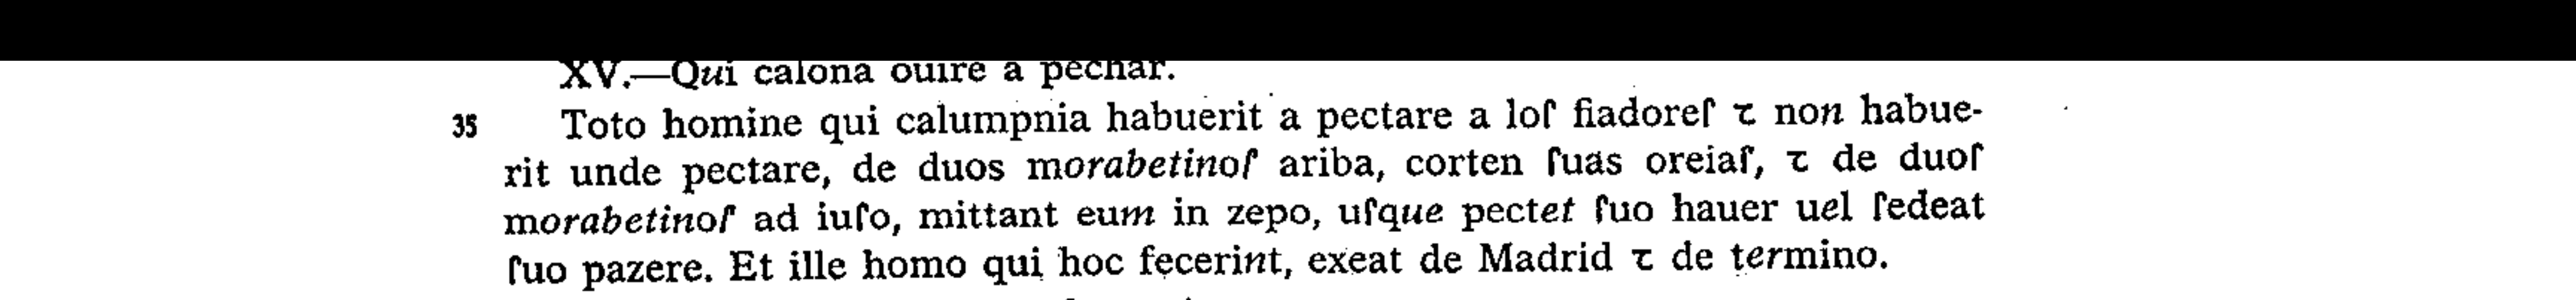 XV.—Qui calona ouire a pechar.
35 Toto homine qui calumpnia habuerit a pectare a loſ fiadoreſ τ non habue-
rit unde pectare, de duos morabetinoſ ariba, corten ſuas oreiaſ, τ de duoſ
morabetinoſ ad iuſo, mittant eum in zepo, uſque pectet ſuo hauer uel ſedeat
ſuo pazere. Et ille homo qui hoc fecerint, exeat de Madrid τ de termino.